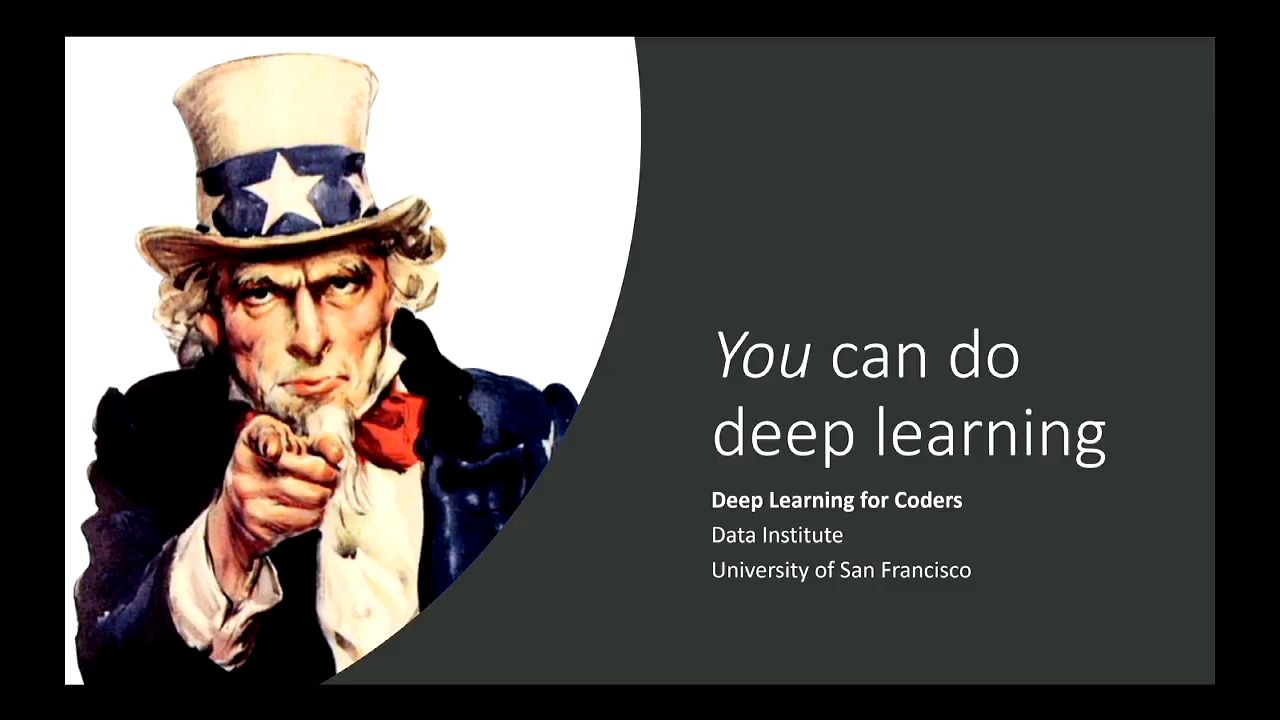 You can do
deep learning
Deep Learning for Coders
Data Institute
University of San Francisco